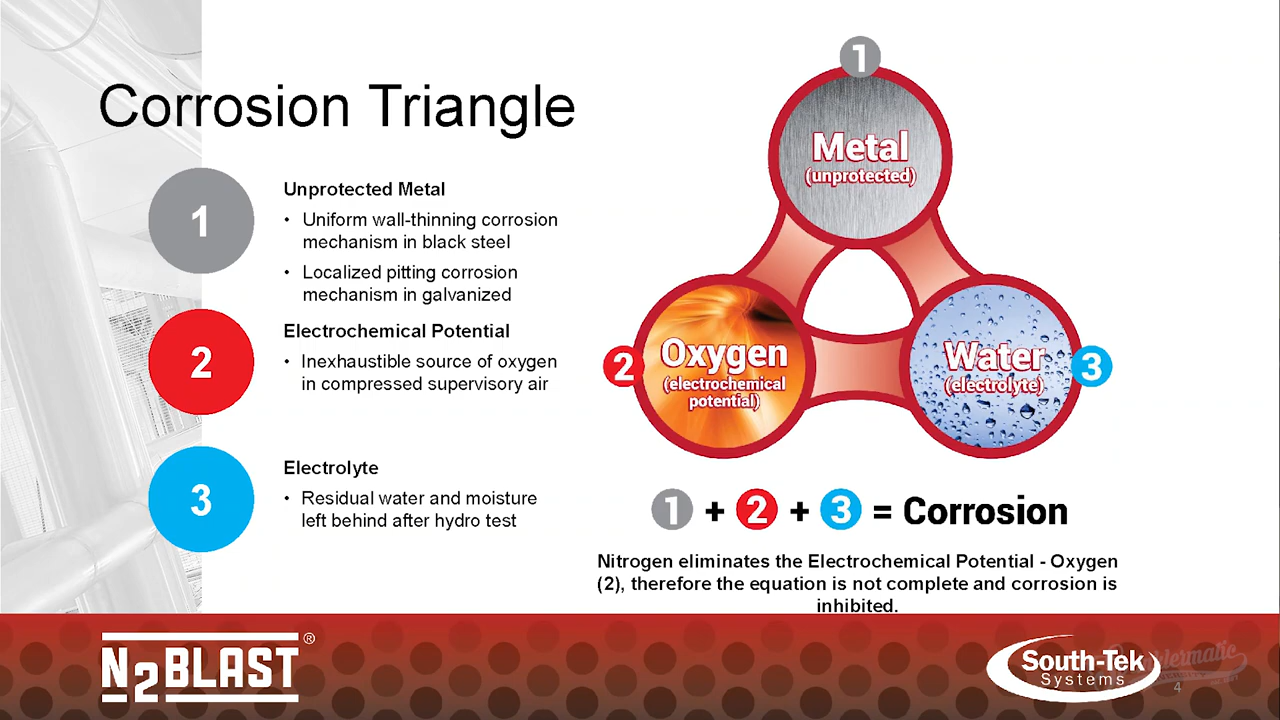 Corrosion Triangle
1
Unprotected Metal
• Uniform wall-thinning corrosion
mechanism in black steel
• Localized pitting corrosion
mechanism in galvanized
2
Electrochemical Potential
• Inexhaustible source of oxygen
in compressed supervisory air
3
Electrolyte
• Residual water and moisture
left behind after hydro test
1
Metal
(unprotected)
2
Oxygen
(electrochemical
potential)
Water
(electrolyte)
3
1 + 2 + 3 = Corrosion
Nitrogen eliminates the Electrochemical Potential - Oxygen
(2), therefore the equation is not complete and corrosion is
inhibited.
N2BLAST®
South-Tek
Systems
4